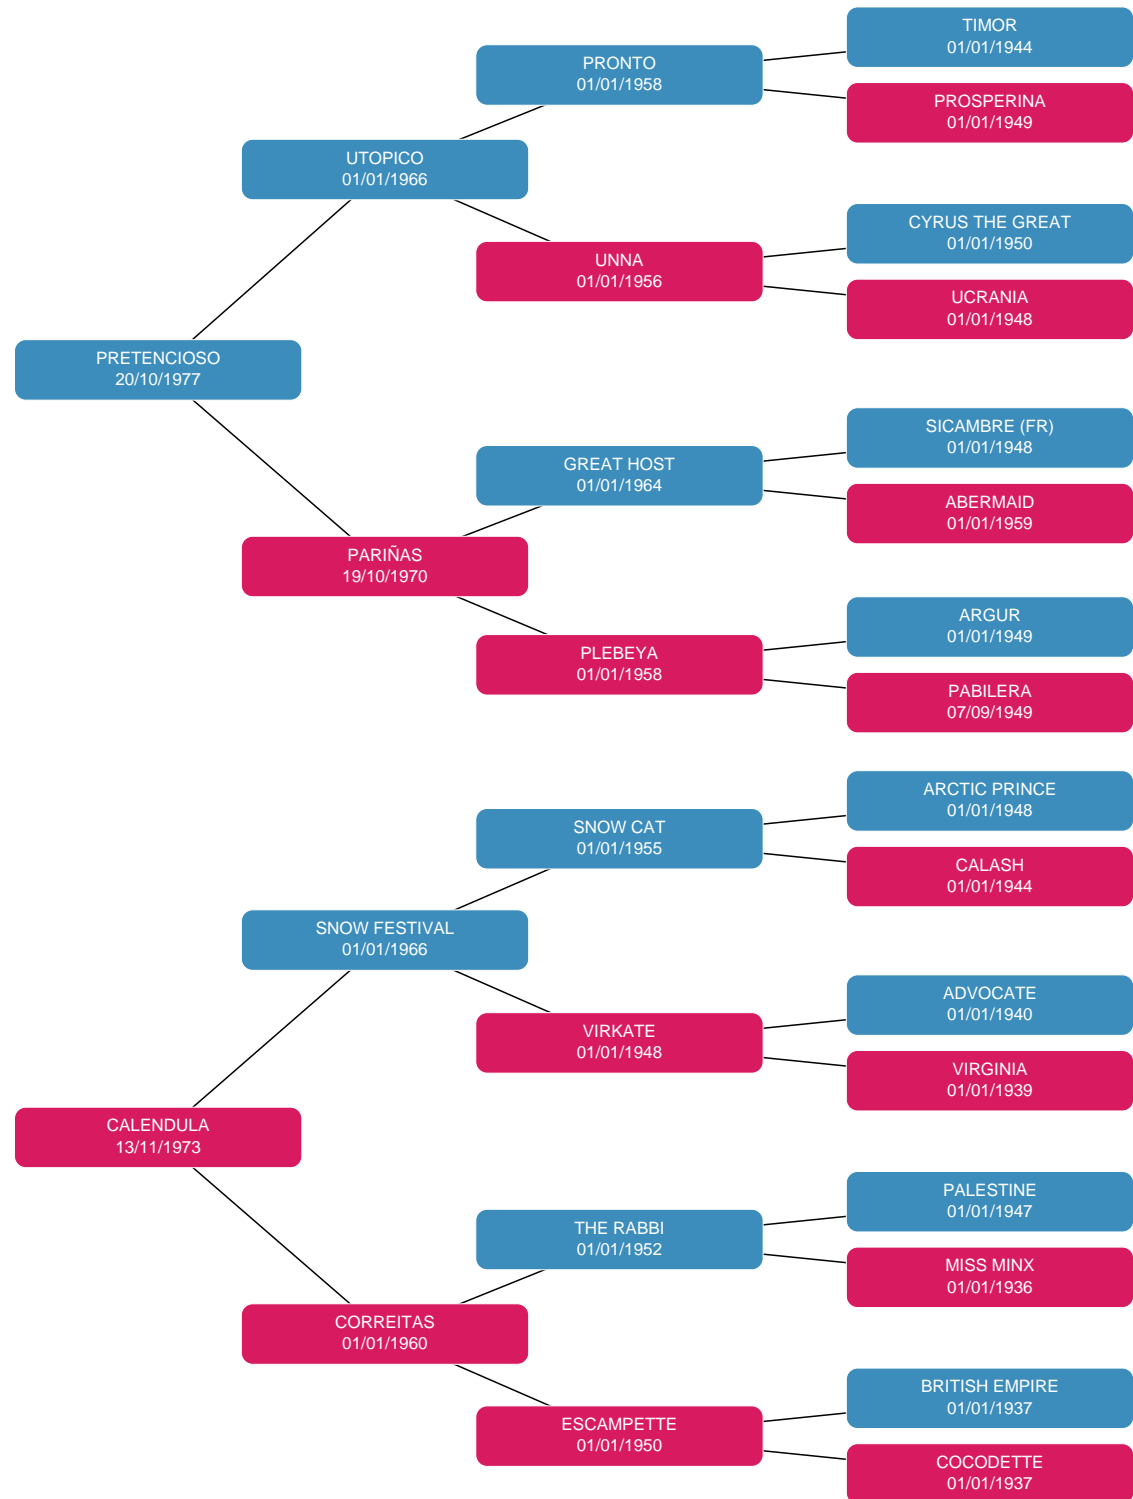 TIMOR
01/01/1944
PRONTO
01/01/1958
PROSPERINA
01/01/1949
UTOPICO
01/01/1966
CYRUS THE GREAT
01/01/1950
UNNA
01/01/1956
UCRANIA
01/01/1948
PRETENCIOSO
20/10/1977
SICAMBRE (FR)
01/01/1948
GREAT HOST
01/01/1964
ABERMAID
01/01/1959
PARIÑAS
19/10/1970
ARGUR
01/01/1949
PLEBEYA
01/01/1958
PABILERA
07/09/1949
ARCTIC PRINCE
01/01/1948
SNOW CAT
01/01/1955
CALASH
01/01/1944
SNOW FESTIVAL
01/01/1966
ADVOCATE
01/01/1940
VIRKATE
01/01/1948
VIRGINIA
01/01/1939
CALENDULA
13/11/1973
PALESTINE
01/01/1947
THE RABBI
01/01/1952
MISS MINX
01/01/1936
CORREITAS
01/01/1960
BRITISH EMPIRE
01/01/1937
ESCAMPETTE
01/01/1950
COCODETTE
01/01/1937